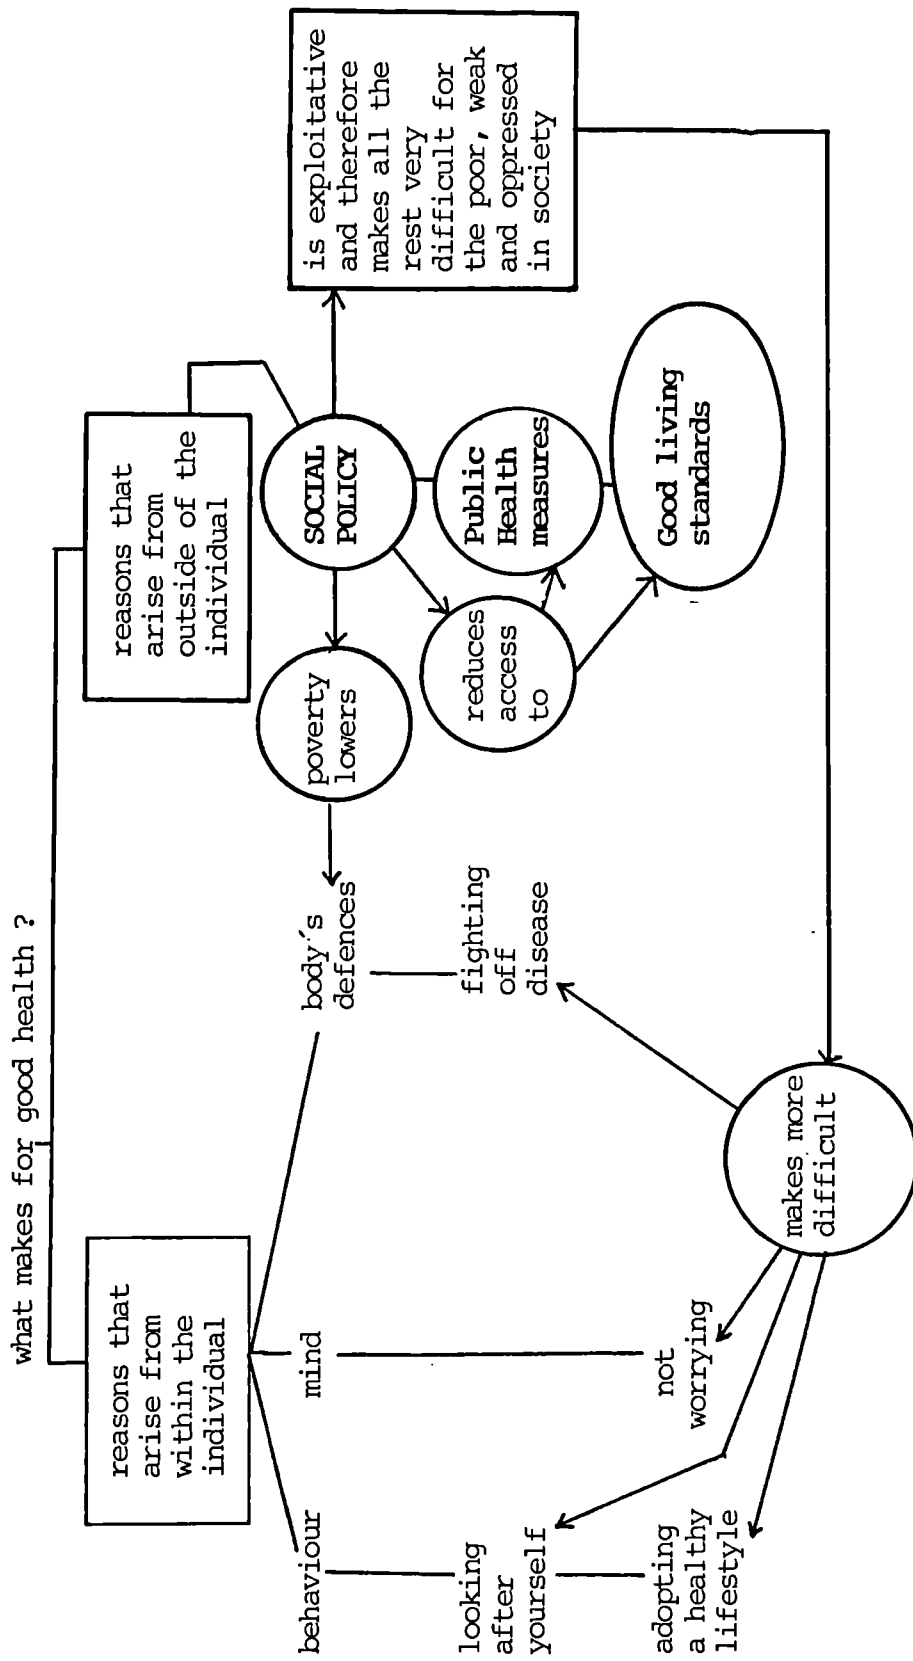 what makes for good health ?
reasons that
arise from
within the
individual
reasons that
arise from
outside of the
individual
behaviour
mind
body's
defences
poverty
lowers
SOCIAL
POLICY
is exploitative
and therefore
makes all the
rest very
difficult for
the poor, weak
and oppressed
in society
looking
after
yourself
fighting
off
disease
reduces
access
to
Public
Health
measures
adopting
a healthy
lifestyle
not
worrying
Good living
standards
makes more
difficult